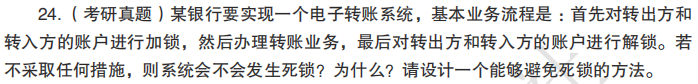 24.（考研真题）某银行要实现一个电子转账系统，基本业务流程是：首先对转出方和
转入方的账户进行加锁，然后办理转账业务，最后对转出方和转入方的账户进行解锁。若
不采取任何措施，则系统会不会发生死锁？为什么？请设计一个能够避免死锁的方法。